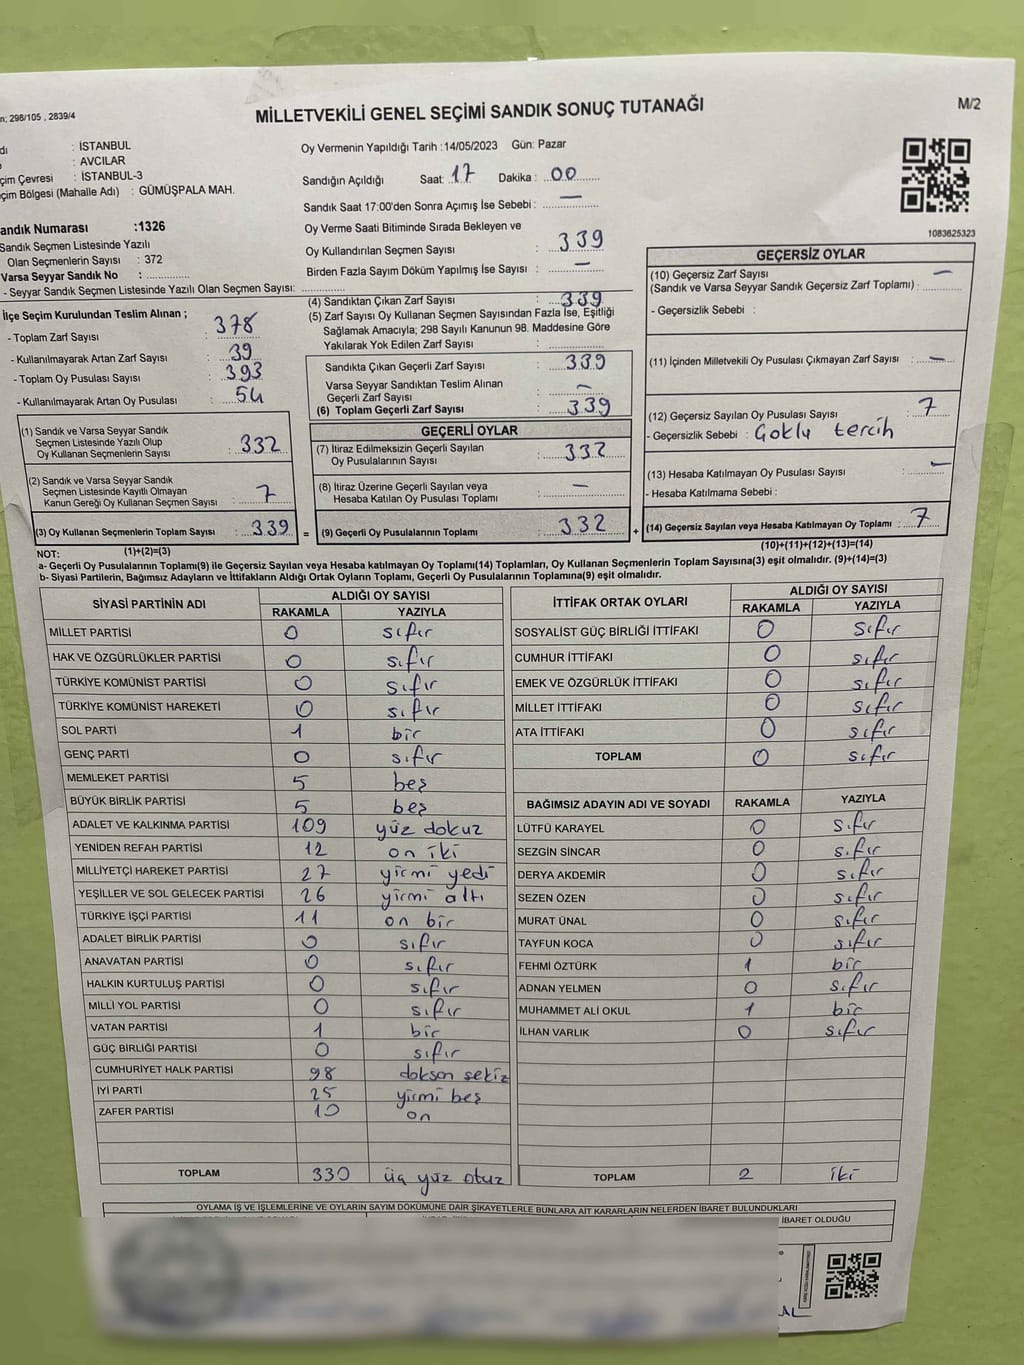 n; 298/105 , 2839/4
MİLLETVEKİLİ GENEL SEÇİMİ SANDIK SONUÇ TUTANAĞI
M/2
dı : İSTANBUL
: AVCILAR
çim Çevresi : İSTANBUL-3
çim Bölgesi (Mahalle Adı) : GÜMÜŞPALA MAH.
andık Numarası :1326
Sandık Seçmen Listesinde Yazılı
Olan Seçmenlerin Sayısı : 372
Varsa Seyyar Sandık No : ..............
- Seyyar Sandık Seçmen Listesinde Yazılı Olan Seçmen Sayısı: ..............
Oy Vermenin Yapıldığı Tarih :14/05/2023 Gün: Pazar
Sandığın Açıldığı Saat: 17 Dakika : 00
Sandık Saat 17:00'den Sonra Açımış İse Sebebi : —
Oy Verme Saati Bitiminde Sırada Bekleyen ve
Oy Kullandırılan Seçmen Sayısı : 339
Birden Fazla Sayım Döküm Yapılmış İse Sayısı : —
1083625323
İlçe Seçim Kurulundan Teslim Alınan ;
- Toplam Zarf Sayısı : 378
- Kullanılmayarak Artan Zarf Sayısı : 39
- Toplam Oy Pusulası Sayısı : 393
- Kullanılmayarak Artan Oy Pusulası : 54
(1) Sandık ve Varsa Seyyar Sandık
Seçmen Listesinde Yazılı Olup
Oy Kullanan Seçmenlerin Sayısı : 332
(2) Sandık ve Varsa Seyyar Sandık
Seçmen Listesinde Kayıtlı Olmayan
Kanun Gereği Oy Kullanan Seçmen Sayısı : 7
(3) Oy Kullanan Seçmenlerin Toplam Sayısı : 339 =
(4) Sandıktan Çıkan Zarf Sayısı : 339
(5) Zarf Sayısı Oy Kullanan Seçmen Sayısından Fazla İse, Eşitliği
Sağlamak Amacıyla; 298 Sayılı Kanunun 98. Maddesine Göre
Yakılarak Yok Edilen Zarf Sayısı :
Sandıkta Çıkan Geçerli Zarf Sayısı : 339
Varsa Seyyar Sandıktan Teslim Alınan
Geçerli Zarf Sayısı : —
(6) Toplam Geçerli Zarf Sayısı : 339
GEÇERLİ OYLAR
(7) İtiraz Edilmeksizin Geçerli Sayılan
Oy Pusulalarının Sayısı : 332
(8) İtiraz Üzerine Geçerli Sayılan veya
Hesaba Katılan Oy Pusulası Toplamı : —
(9) Geçerli Oy Pusulalarının Toplamı : 332 +
GEÇERSİZ OYLAR
(10) Geçersiz Zarf Sayısı —
(Sandık ve Varsa Seyyar Sandık Geçersiz Zarf Toplamı) :
- Geçersizlik Sebebi :
(11) İçinden Milletvekili Oy Pusulası Çıkmayan Zarf Sayısı : —
(12) Geçersiz Sayılan Oy Pusulası Sayısı : 7
- Geçersizlik Sebebi : Goklu tercih
(13) Hesaba Katılmayan Oy Pusulası Sayısı : —
- Hesaba Katılmama Sebebi :
(14) Geçersiz Sayılan veya Hesaba Katılmayan Oy Toplamı : 7
NOT: (1)+(2)=(3)
(10)+(11)+(12)+(13)=(14)
a- Geçerli Oy Pusulalarının Toplamı(9) ile Geçersiz Sayılan veya Hesaba katılmayan Oy Toplamı(14) Toplamları, Oy Kullanan Seçmenlerin Toplam Sayısına(3) eşit olmalıdır. (9)+(14)=(3)
b- Siyasi Partilerin, Bağımsız Adayların ve İttifakların Aldığı Ortak Oyların Toplamı, Geçerli Oy Pusulalarının Toplamına(9) eşit olmalıdır.
SİYASİ PARTİNİN ADI ALDIĞI OY SAYISI
RAKAMLA YAZIYLA
MİLLET PARTİSİ 0 sıfır
HAK VE ÖZGÜRLÜKLER PARTİSİ 0 sıfır
TÜRKİYE KOMÜNİST PARTİSİ 0 sıfır
TÜRKİYE KOMÜNİST HAREKETİ 0 sıfır
SOL PARTİ 1 bir
GENÇ PARTİ 0 sıfır
MEMLEKET PARTİSİ 5 beş
BÜYÜK BİRLİK PARTİSİ 5 beş
ADALET VE KALKINMA PARTİSİ 109 yüz dokuz
YENİDEN REFAH PARTİSİ 12 on iki
MİLLİYETÇİ HAREKET PARTİSİ 27 yirmi yedi
YEŞİLLER VE SOL GELECEK PARTİSİ 26 yirmi altı
TÜRKİYE İŞÇİ PARTİSİ 11 on bir
ADALET BİRLİK PARTİSİ 0 sıfır
ANAVATAN PARTİSİ 0 sıfır
HALKIN KURTULUŞ PARTİSİ 0 sıfır
MİLLİ YOL PARTİSİ 0 sıfır
VATAN PARTİSİ 1 bir
GÜÇ BİRLİĞİ PARTİSİ 0 sıfır
CUMHURİYET HALK PARTİSİ 98 doksan sekiz
İYİ PARTİ 25 yirmi beş
ZAFER PARTİSİ 10 on
TOPLAM 330 üç yüz otuz
İTTİFAK ORTAK OYLARI ALDIĞI OY SAYISI
RAKAMLA YAZIYLA
SOSYALİST GÜÇ BİRLİĞİ İTTİFAKI 0 sıfır
CUMHUR İTTİFAKI 0 sıfır
EMEK VE ÖZGÜRLÜK İTTİFAKI 0 sıfır
MİLLET İTTİFAKI 0 sıfır
ATA İTTİFAKI 0 sıfır
TOPLAM 0 sıfır
BAĞIMSIZ ADAYIN ADI VE SOYADI RAKAMLA YAZIYLA
LÜTFÜ KARAYEL 0 sıfır
SEZGİN SİNCAR 0 sıfır
DERYA AKDEMİR 0 sıfır
SEZEN ÖZEN 0 sıfır
MURAT ÜNAL 0 sıfır
TAYFUN KOCA 0 sıfır
FEHMİ ÖZTÜRK 1 bir
ADNAN YELMEN 0 sıfır
MUHAMMET ALİ OKUL 1 bir
İLHAN VARLIK 0 sıfır
TOPLAM 2 iki
OYLAMA İŞ VE İŞLEMLERİNE VE OYLARIN SAYIM DÖKÜMÜNE DAİR ŞİKAYETLERLE BUNLARA AİT KARARLARIN NELERDEN İBARET BULUNDUKLARI
İBARET OLDUĞU